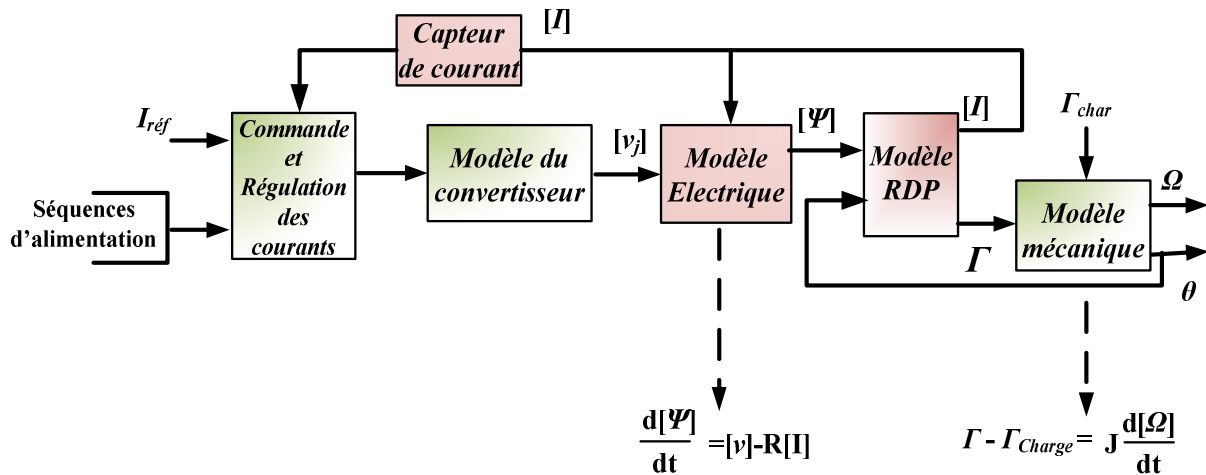 Capteur
de courant
[I]
I_réf
Commande
et
Régulation
des
courants
Séquences
d’alimentation
Modèle du
convertisseur
[v_j]
Modèle
Electrique
[Ψ]
Modèle
RDP
[I]
Γ
Γ_char
Modèle
mécanique
Ω
θ
d[Ψ]/dt =[v]-R[I]
Γ - Γ_Charge = J d[Ω]/dt